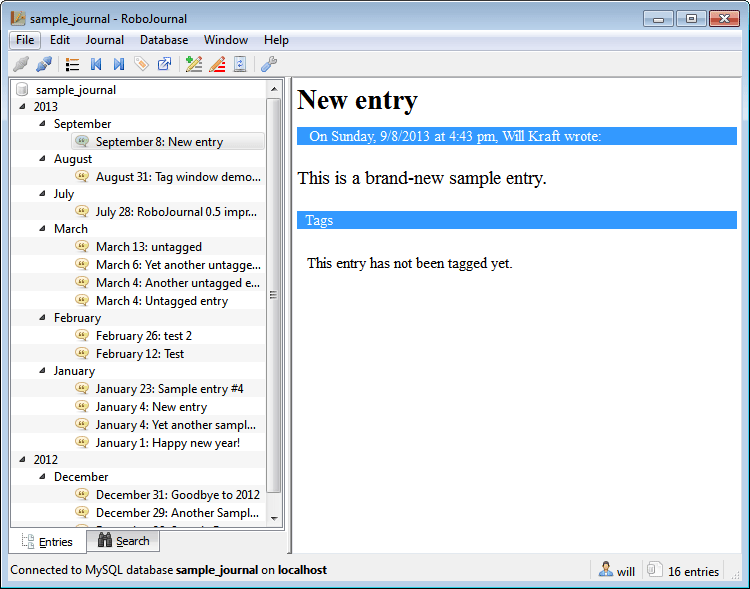 sample_journal - RoboJournal
File Edit Journal Database Window Help
sample_journal
2013
September
September 8: New entry
August
August 31: Tag window demo...
July
July 28: RoboJournal 0.5 impr...
March
March 13: untagged
March 6: Yet another untagge...
March 4: Another untagged e...
March 4: Untagged entry
February
February 26: test 2
February 12: Test
January
January 23: Sample entry #4
January 4: New entry
January 4: Yet another sampl...
January 1: Happy new year!
2012
December
December 31: Goodbye to 2012
December 29: Another Sampl...
Entries
Search
New entry
On Sunday, 9/8/2013 at 4:43 pm, Will Kraft wrote:
This is a brand-new sample entry.
Tags
This entry has not been tagged yet.
Connected to MySQL database sample_journal on localhost
will
16 entries